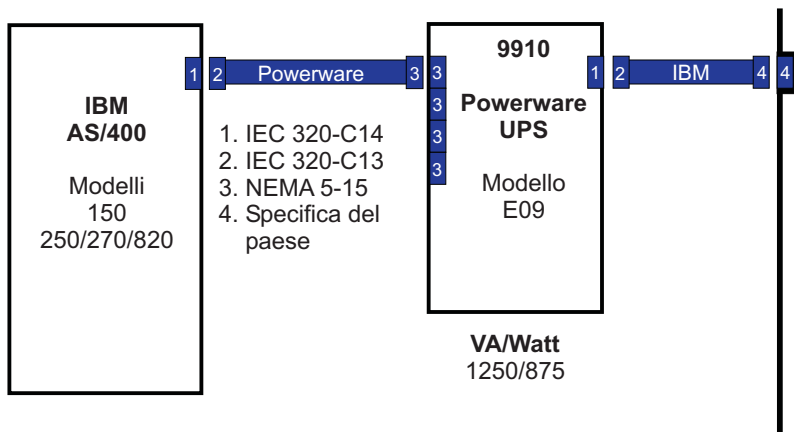 IBM
AS/400
Modelli
150
250/270/820
1
2 Powerware 3
1. IEC 320-C14
2. IEC 320-C13
3. NEMA 5-15
4. Specifica del
paese
3
3
3
3
9910
Powerware
UPS
Modello
E09
1
VA/Watt
1250/875
2 IBM 4
4